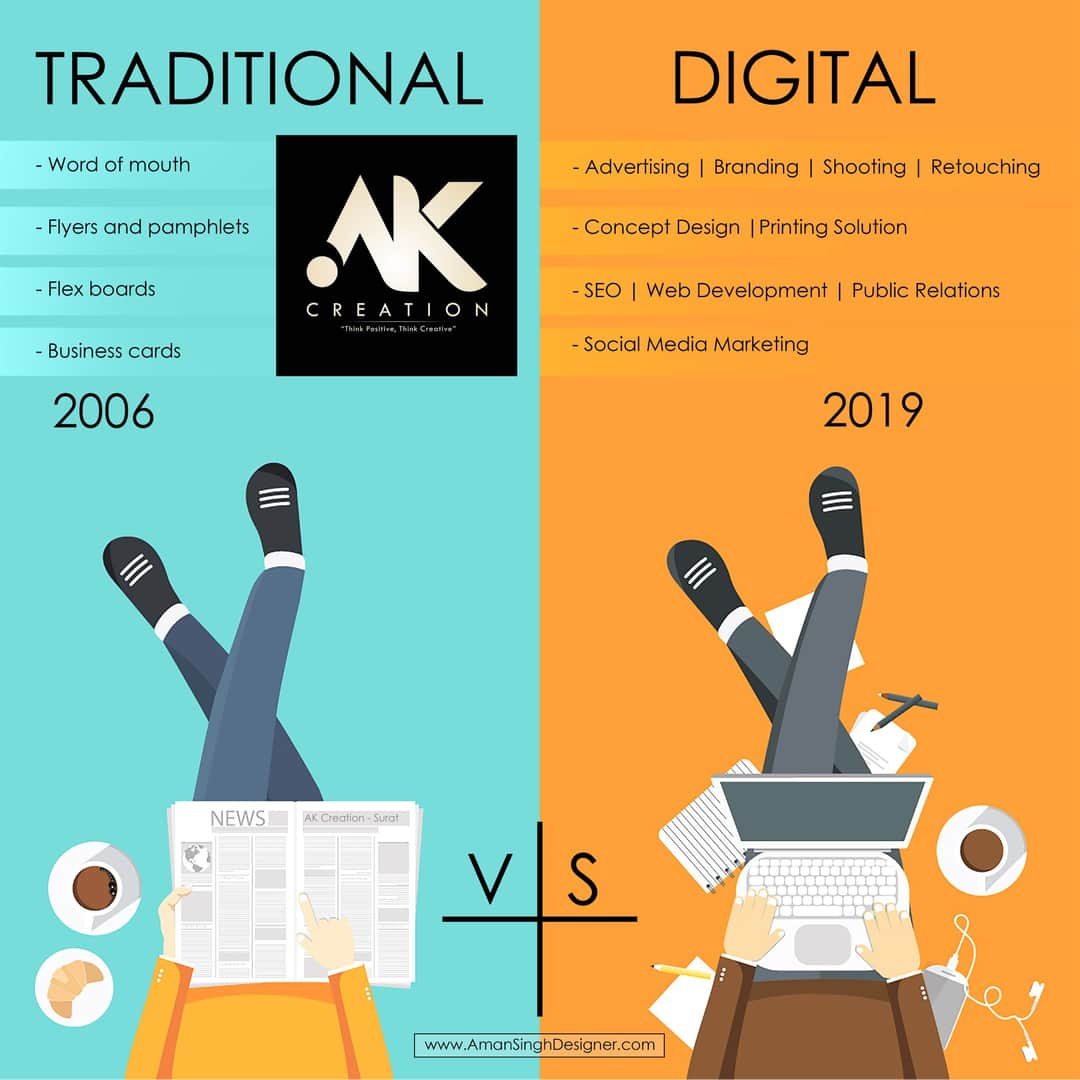 TRADITIONAL
- Word of mouth
- Flyers and pamphlets
- Flex boards
- Business cards
2006
.AK
CREATION
"Think Positive, Think Creative"
DIGITAL
- Advertising | Branding | Shooting | Retouching
- Concept Design |Printing Solution
- SEO | Web Development | Public Relations
- Social Media Marketing
2019
NEWS
AK Creation - Surat
V S
www.AmanSinghDesigner.com